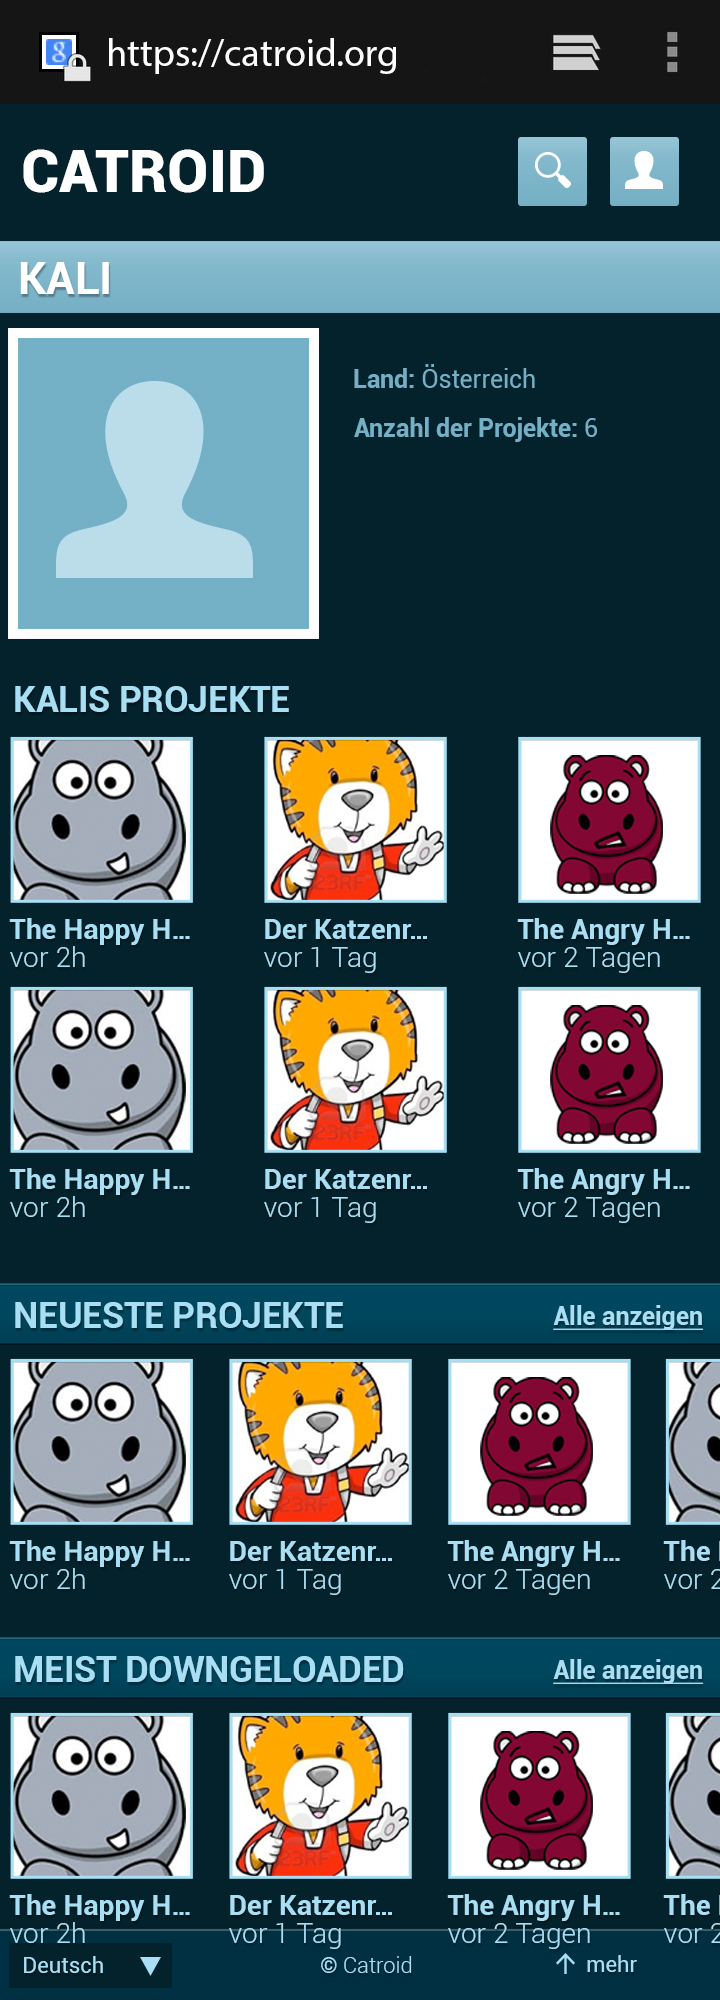 https://catroid.org
CATROID
KALI
Land: Österreich
Anzahl der Projekte: 6
KALIS PROJEKTE
The Happy H... Der Katzenr... The Angry H...
vor 2h vor 1 Tag vor 2 Tagen
The Happy H... Der Katzenr... The Angry H...
vor 2h vor 1 Tag vor 2 Tagen
NEUESTE PROJEKTE Alle anzeigen
The Happy H... Der Katzenr... The Angry H... The
vor 2h vor 1 Tag vor 2 Tagen vor 2
MEIST DOWNGELOADED Alle anzeigen
The Happy H... Der Katzenr... The Angry H... The
vor 2h vor 1 Tag vor 2 Tagen vor 2
Deutsch © Catroid mehr